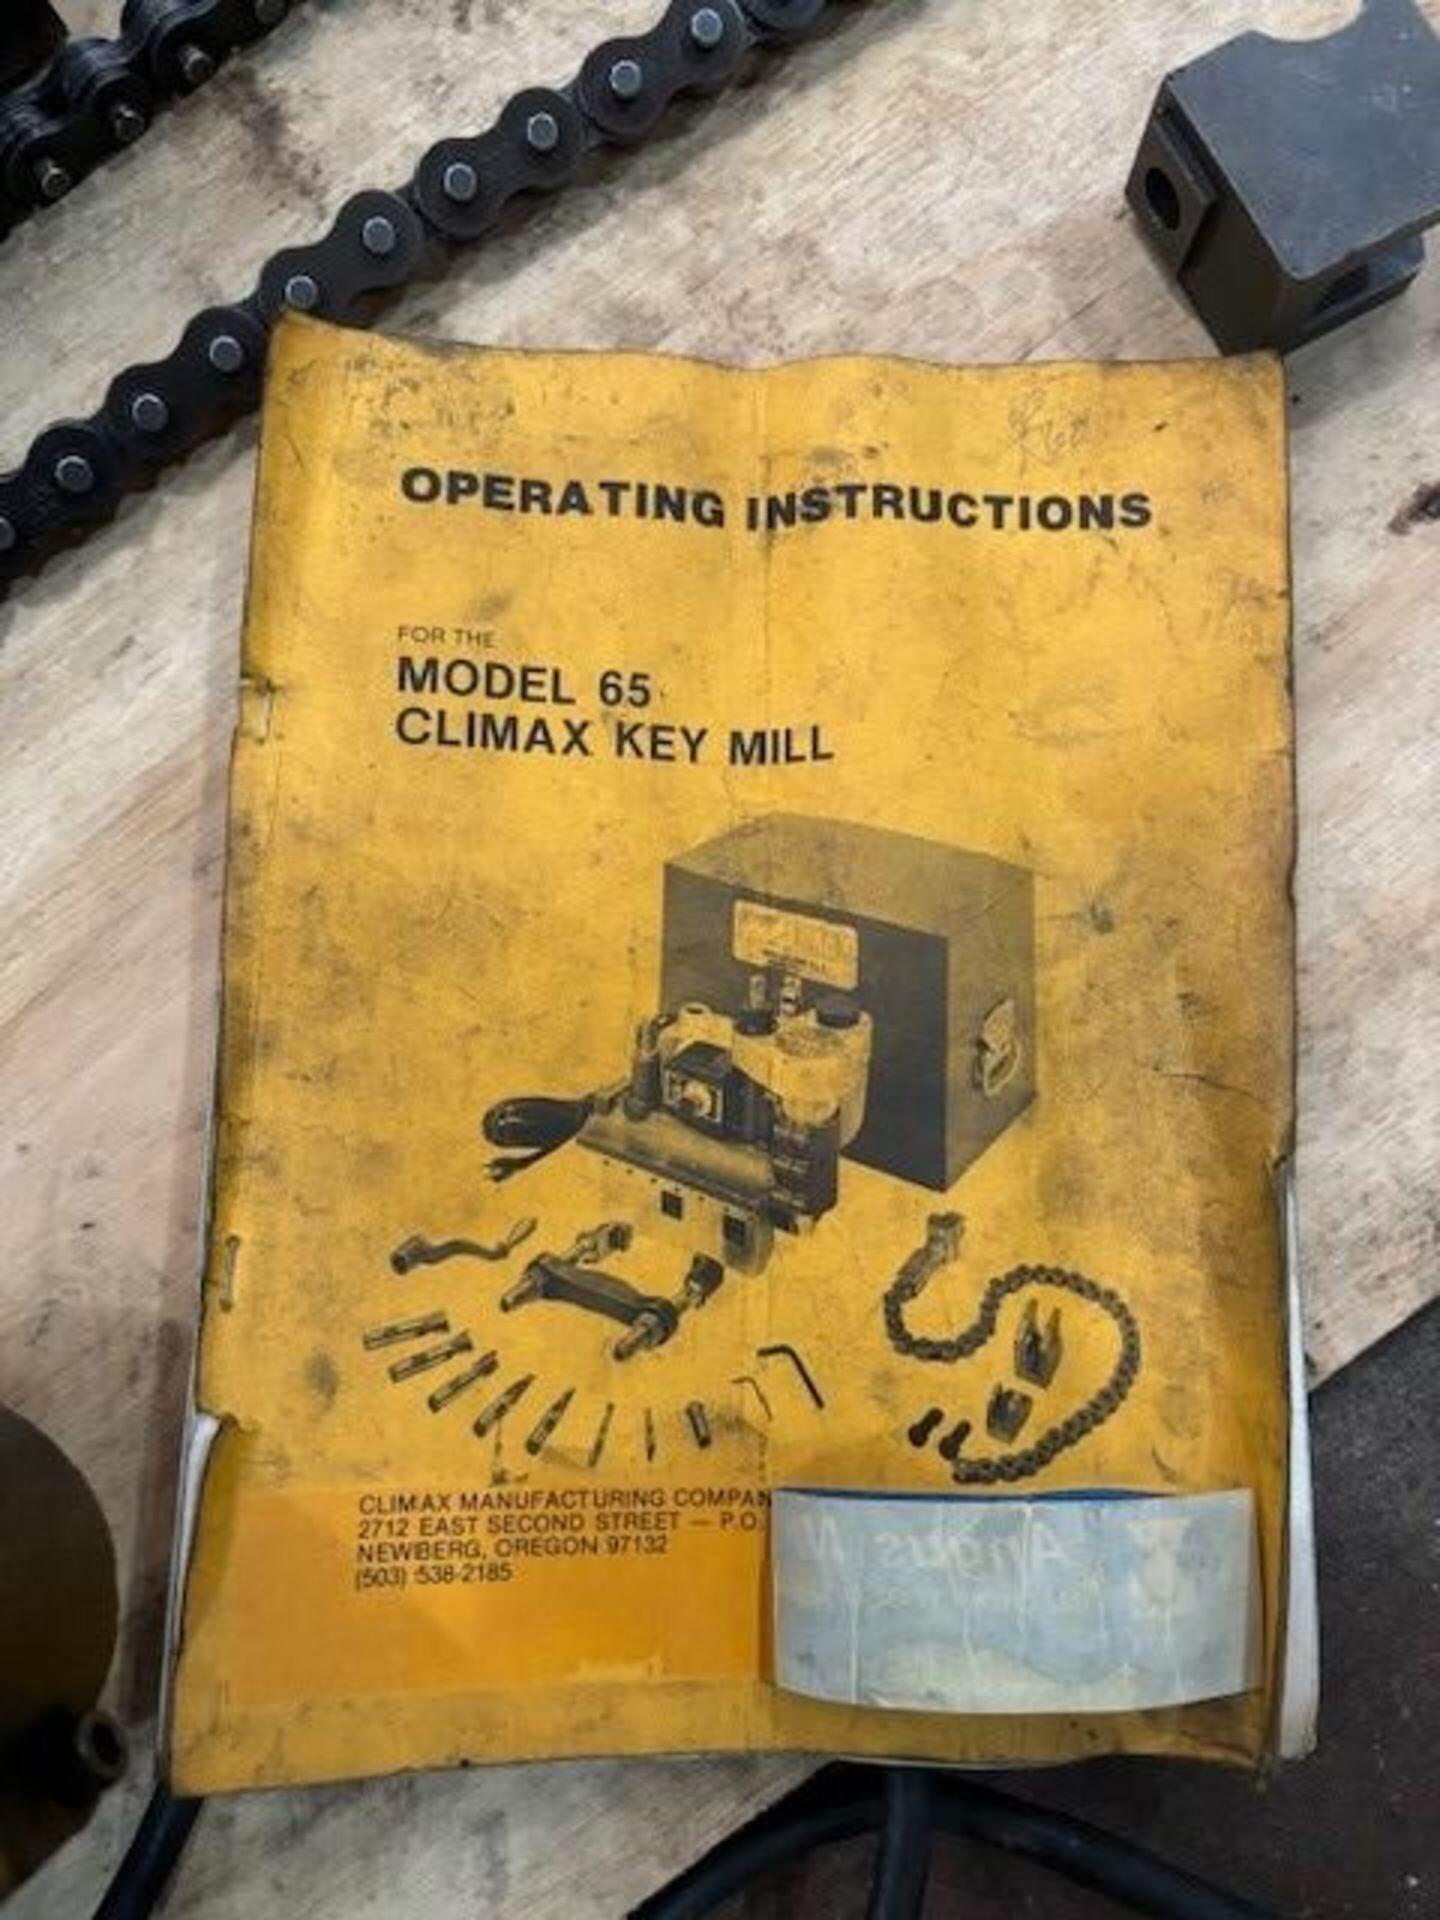 OPERATING INSTRUCTIONS
FOR THE
MODEL 65
CLIMAX KEY MILL
CLIMAX MANUFACTURING COMPAN
2712 EAST SECOND STREET — P.O.
NEWBERG, OREGON 97132
(503) 538-2185